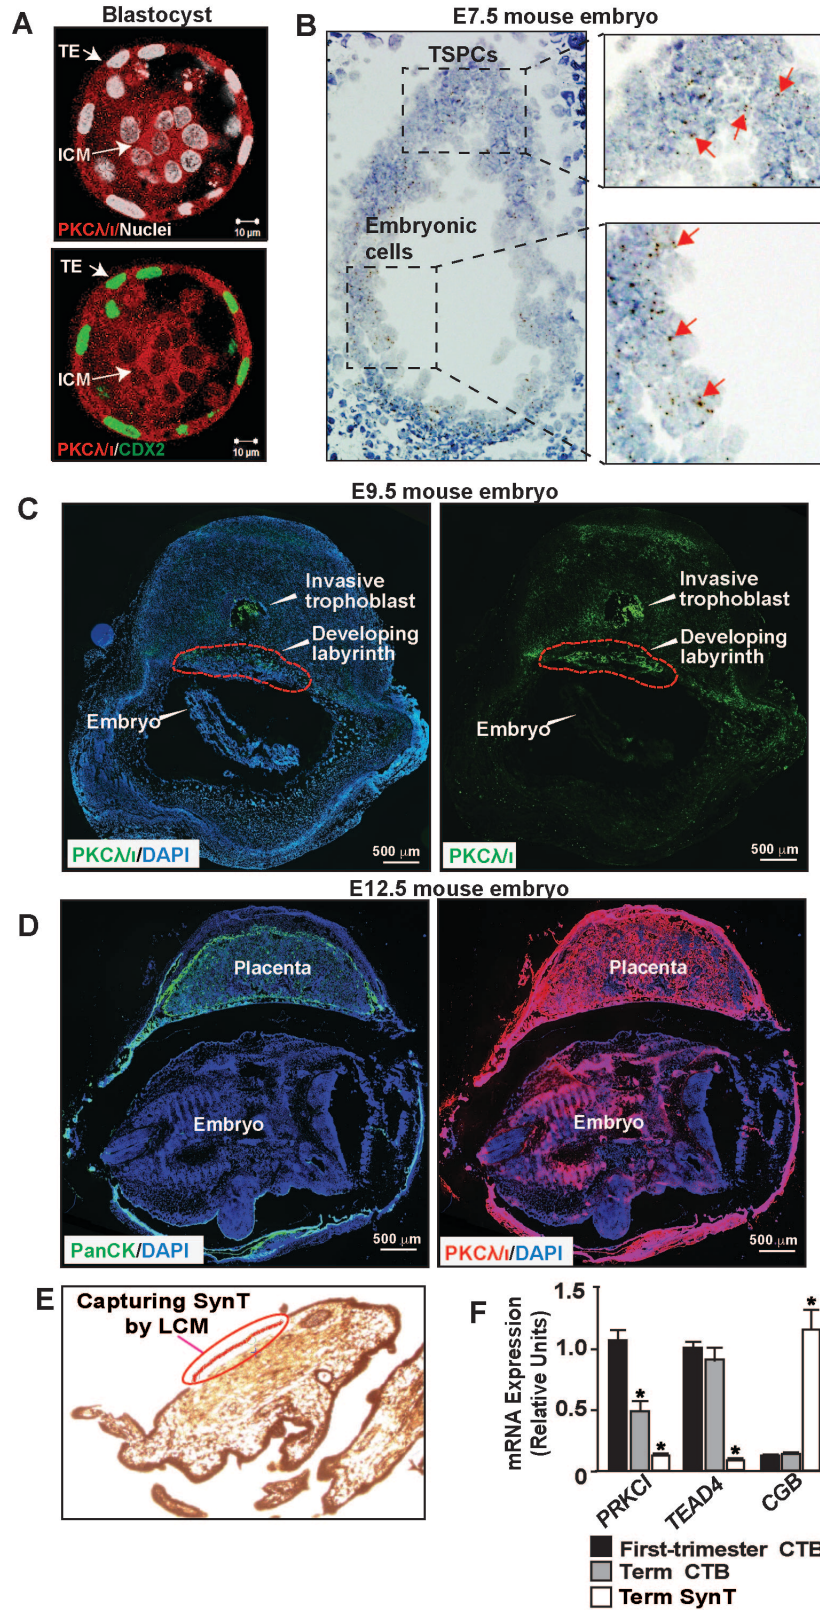 A
Blastocyst
TE
ICM
PKCλ/ι/Nuclei
10 µm
TE
ICM
PKCλ/ι/CDX2
10 µm
B
E7.5 mouse embryo
TSPCs
Embryonic
cells
C
E9.5 mouse embryo
Invasive
trophoblast
Developing
labyrinth
Embryo
PKCλ/ι/DAPI
500 µm
Invasive
trophoblast
Developing
labyrinth
Embryo
PKCλ/ι
500 µm
D
E12.5 mouse embryo
Placenta
Embryo
PanCK/DAPI
500 µm
Placenta
Embryo
PKCλ/ι/DAPI
500 µm
E
Capturing SynT
by LCM
F
mRNA Expression
(Relative Units)
1.5
1.0
0.5
0
*
*
*
*
PRKCI
TEAD4
CGB
First-trimester CTB
Term CTB
Term SynT